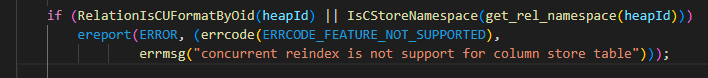 if (RelationIsCUFormatByOid(heapId) || IsCStoreNamespace(get_rel_namespace(heapId)))
ereport(ERROR, (errcode(ERRCODE_FEATURE_NOT_SUPPORTED),
errmsg("concurrent reindex is not support for column store table")));